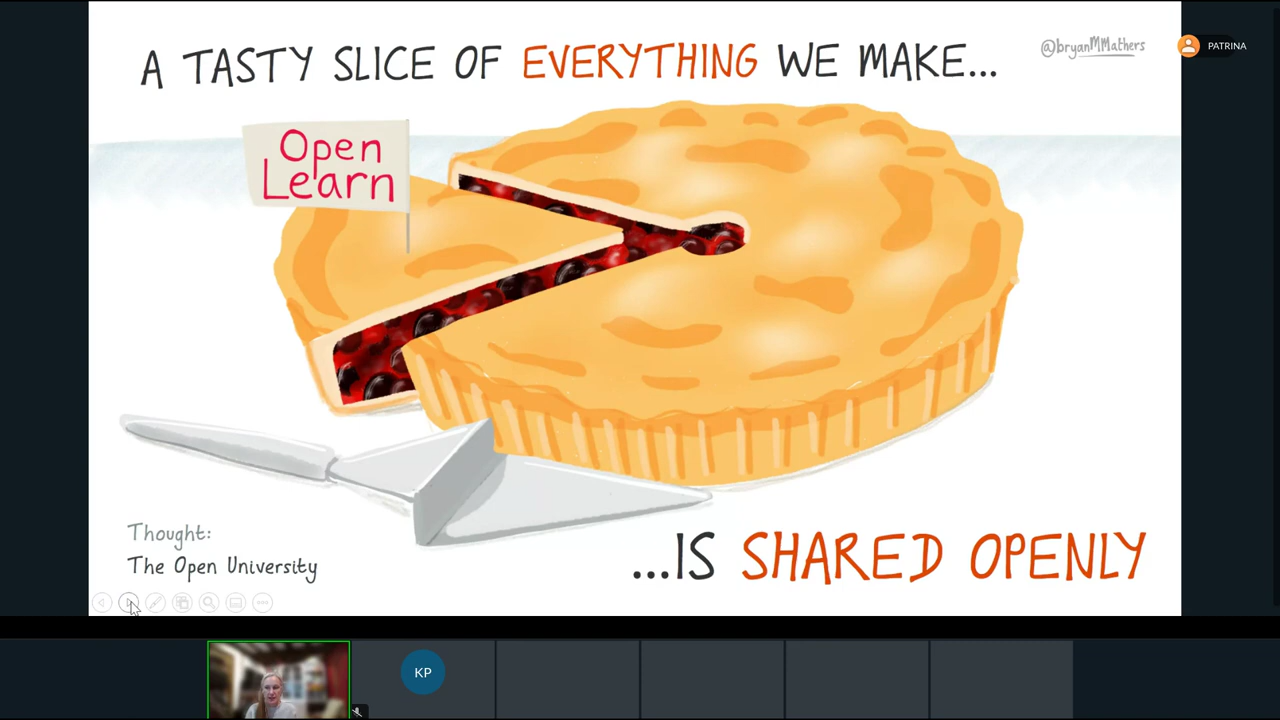 A TASTY SLICE OF EVERYTHING WE MAKE...
@bryanMMathers
PATRINA
Open
Learn
Thought:
The Open University
...IS SHARED OPENLY
KP